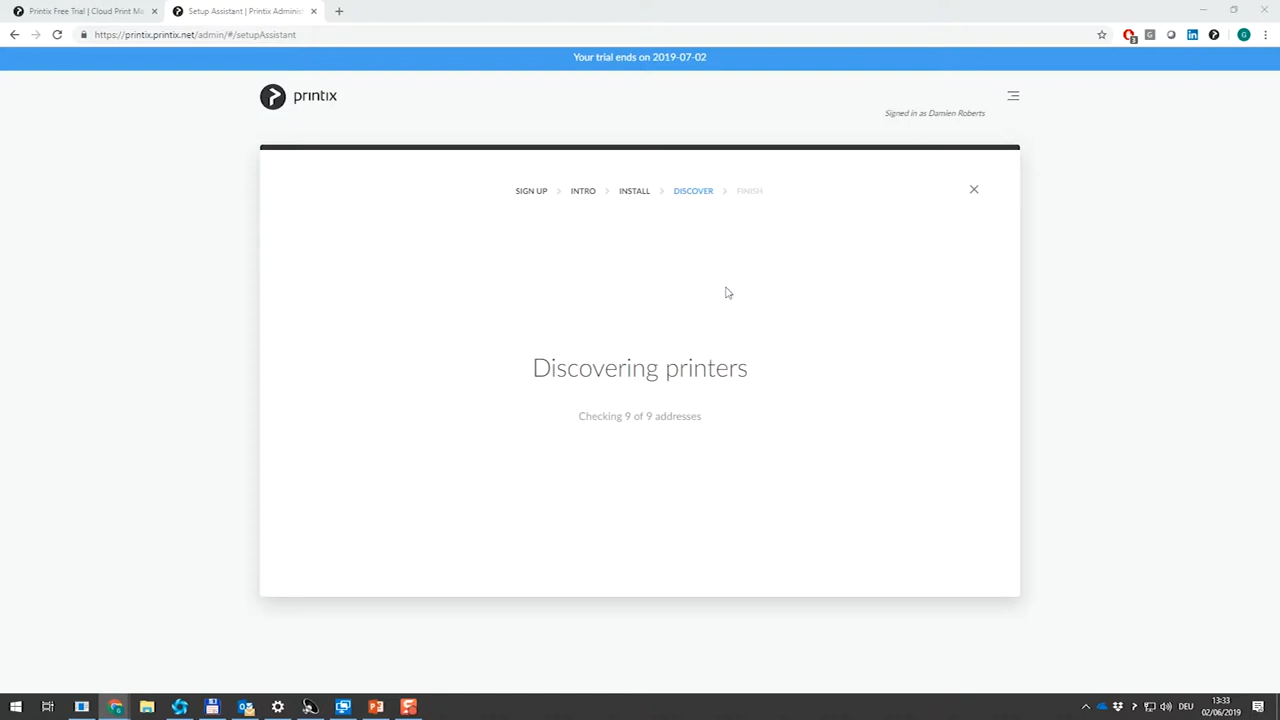 Printix Free Trial | Cloud Print Me
Setup Assistant | Printix Adminis
https://printix.printix.net/admin/#/setupAssistant
Your trial ends on 2019-07-02
printix
Signed in as Damien Roberts
SIGN UP > INTRO > INSTALL > DISCOVER > FINISH
Discovering printers
Checking 9 of 9 addresses
DEU
13:33
02/06/2019